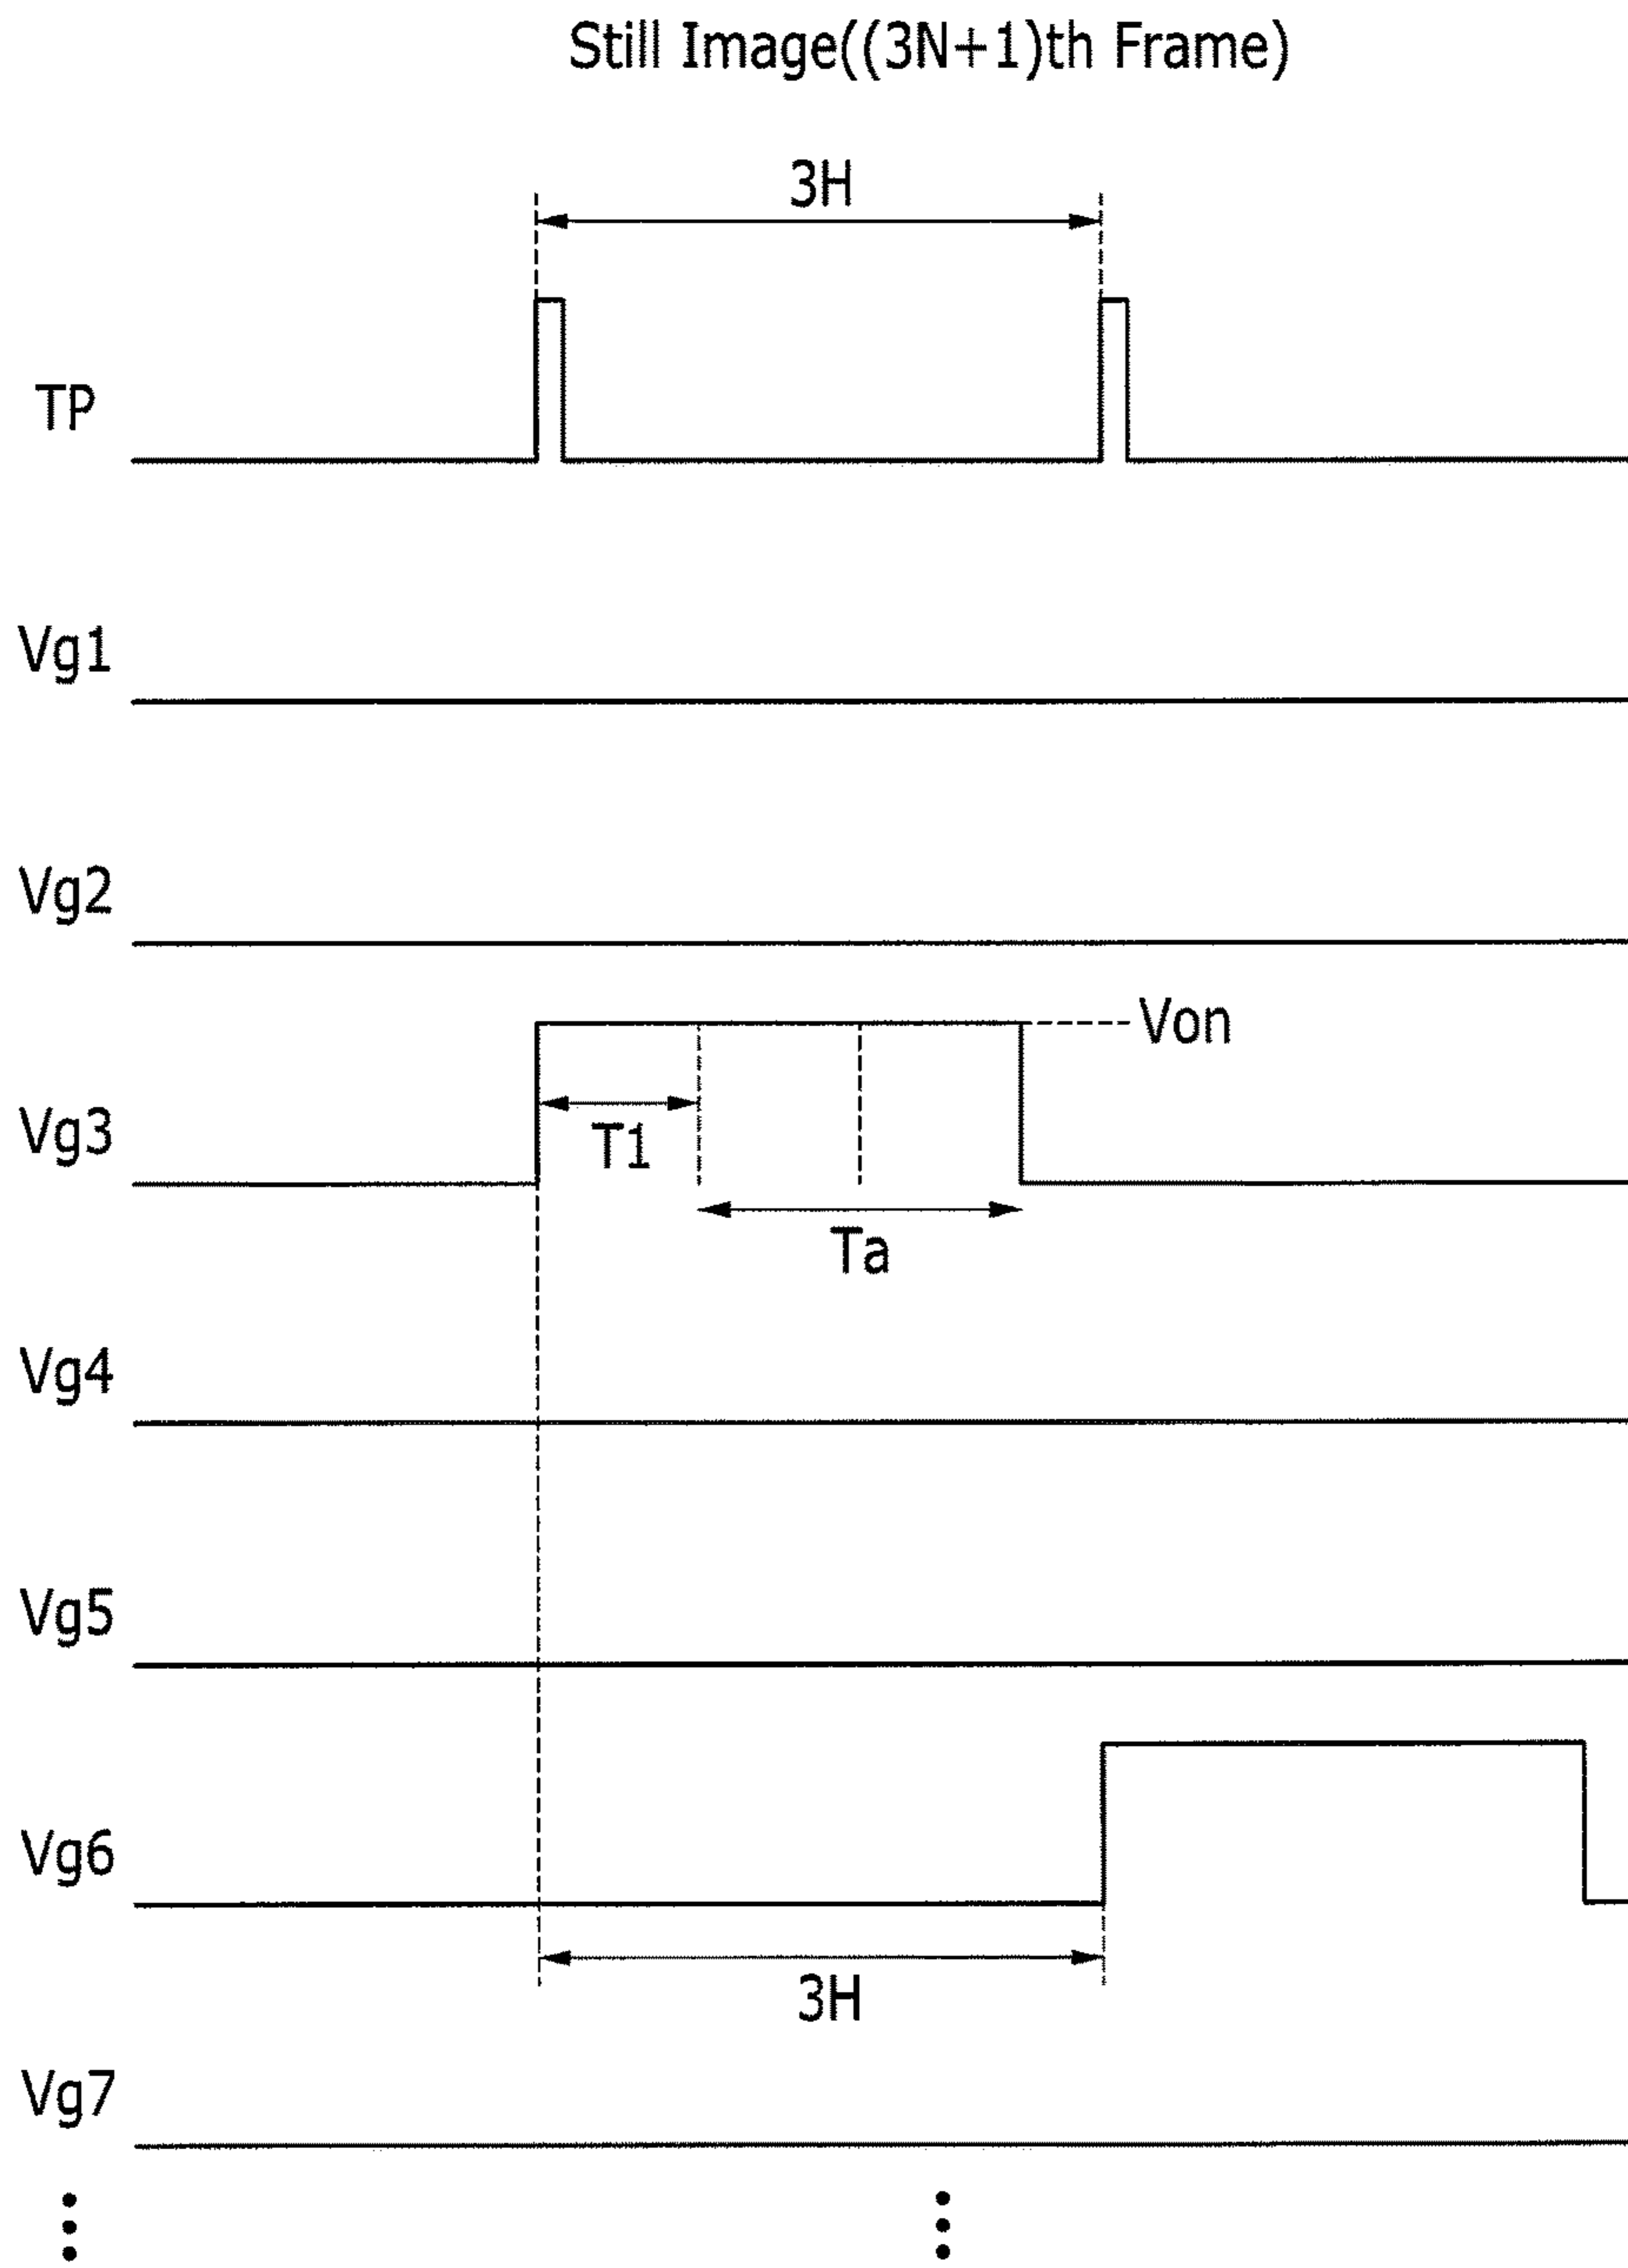 Still Image((3N+1)th Frame)
3H
TP
Vg1
Vg2
Von
Vg3
T1
Ta
Vg4
Vg5
Vg6
3H
Vg7